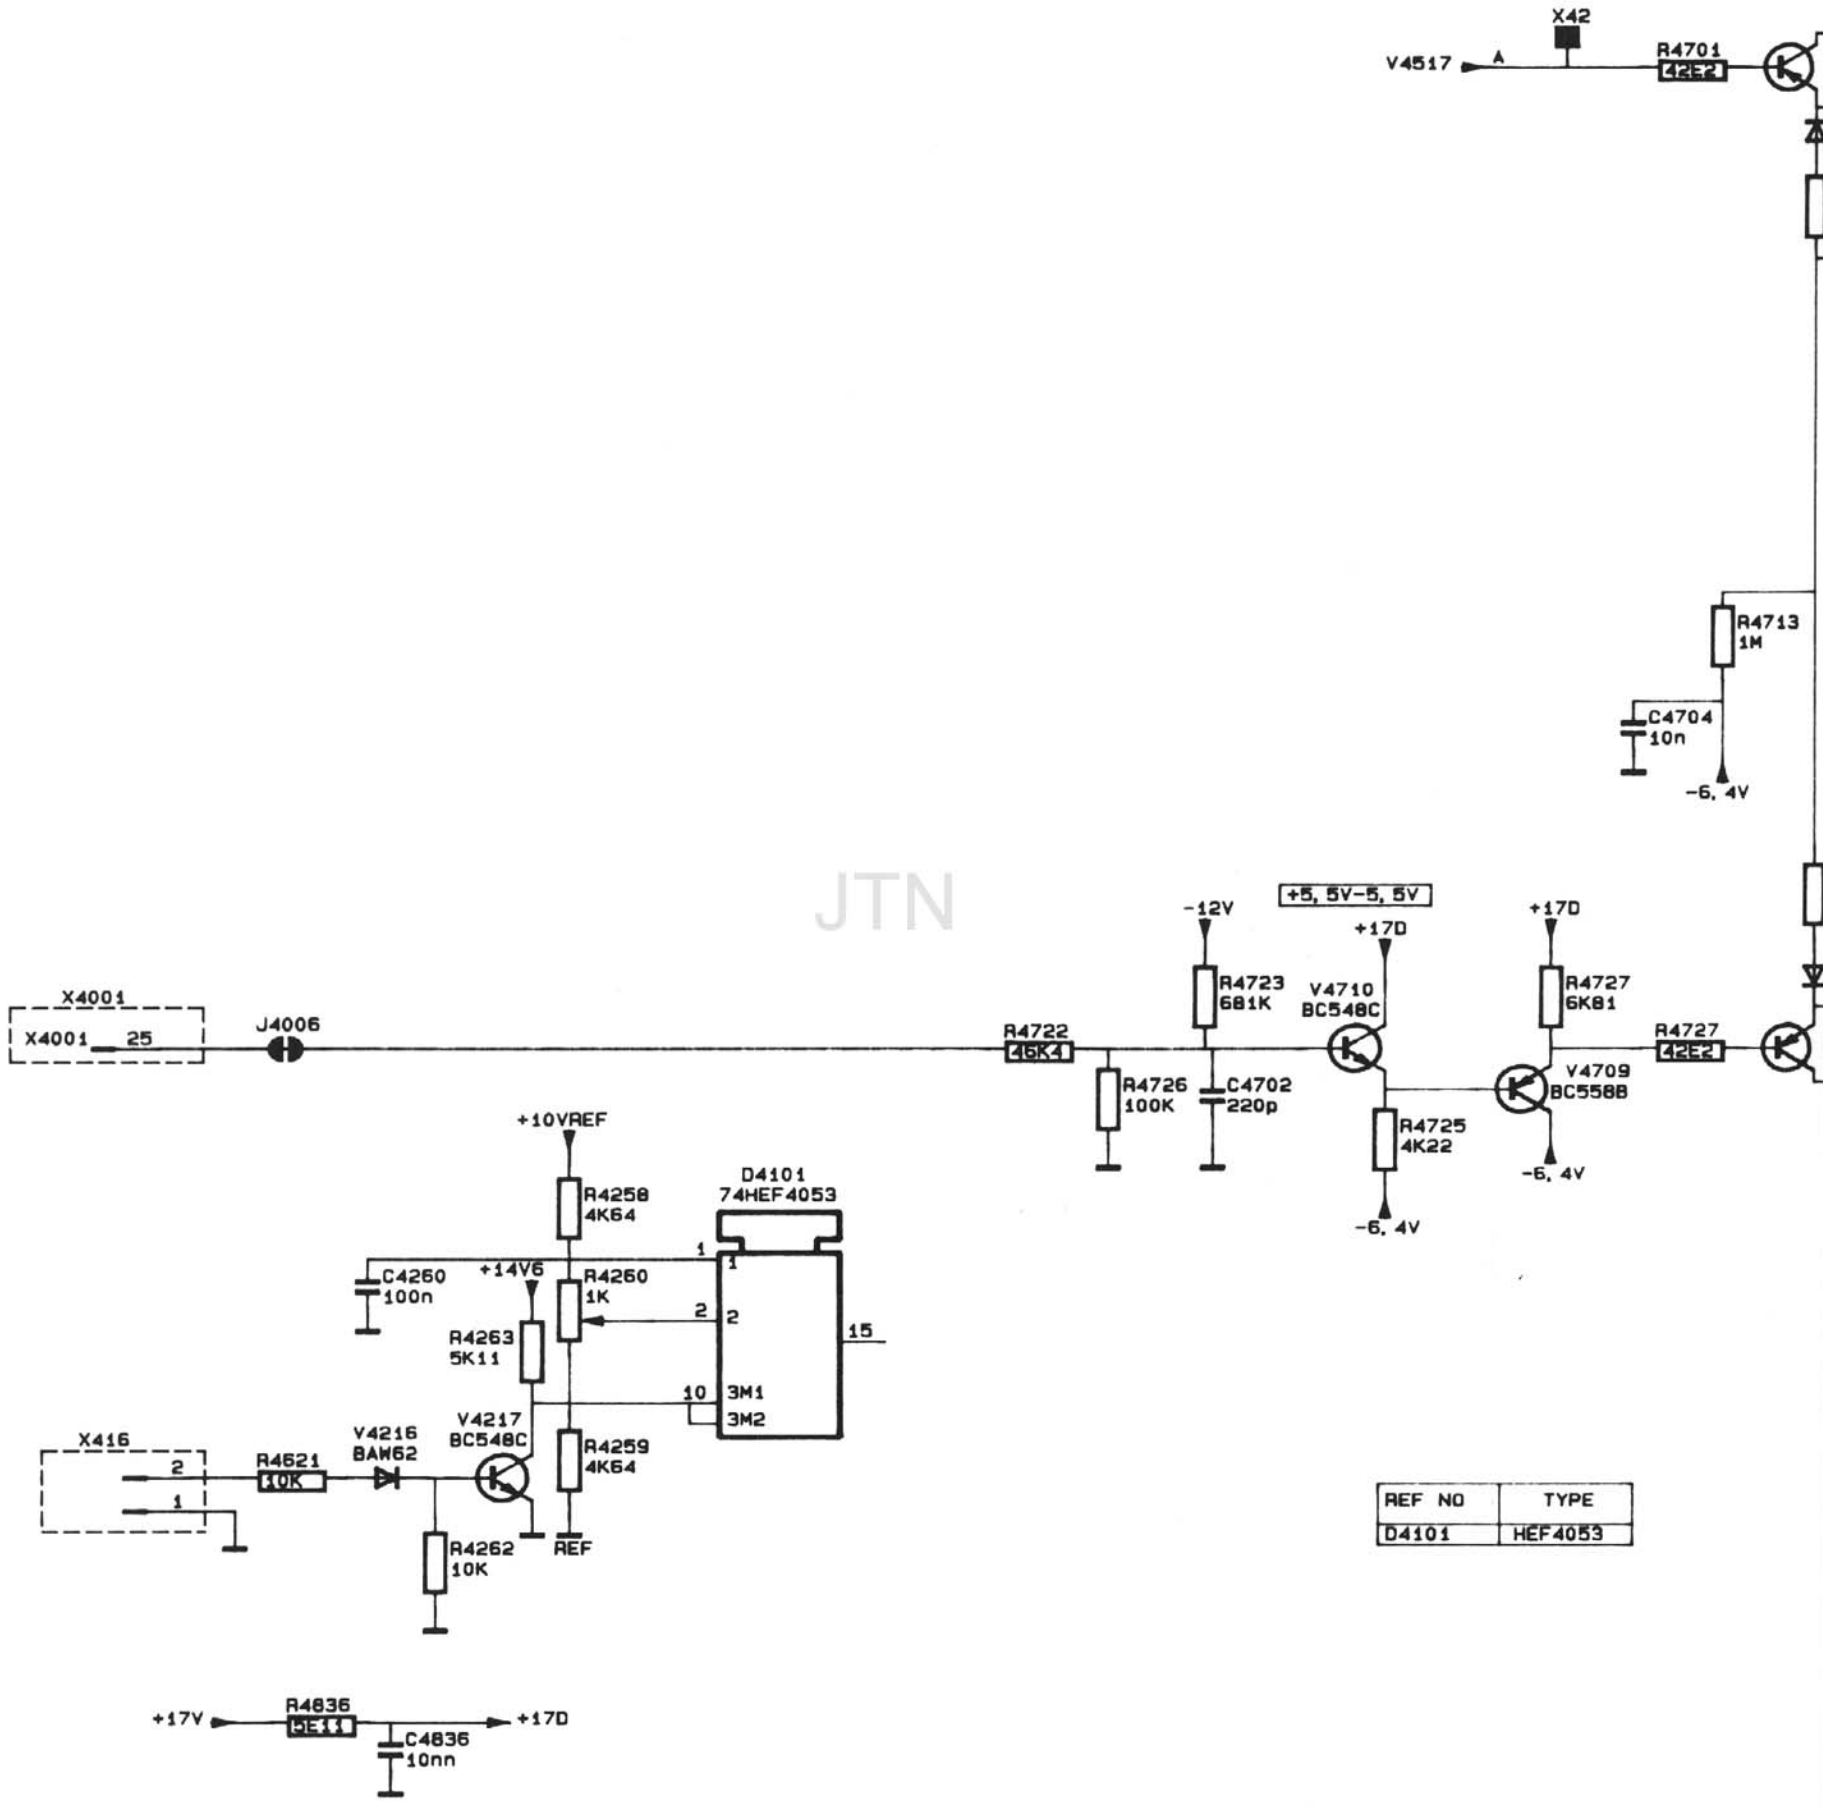 X42
V4517 A R4701
42E2
R4713
1M
C4704
10n
-6, 4V
JTN
+5, 5V-5, 5V
-12V
+17D
+17D
R4723
681K
V4710
BC548C
R4727
6K81
X4001
X4001 25
J4006
R4722
46K4
R4727
42E2
R4726
100K
C4702
220p
V4709
BC558B
R4725
4K22
-6, 4V
-6, 4V
+10VREF
R4258
4K64
D4101
74HEF4053
1 1
C4260
100n
+14V6
R4260
1K
2 2
15
R4263
5K11
10 3M1
3M2
X416
2
1
R4621
10K
V4216
BAW62
V4217
BC548C
R4259
4K64
REF
R4262
10K
REF NO TYPE
D4101 HEF4053
+17V R4836 +17D
5E11
C4836
10nn